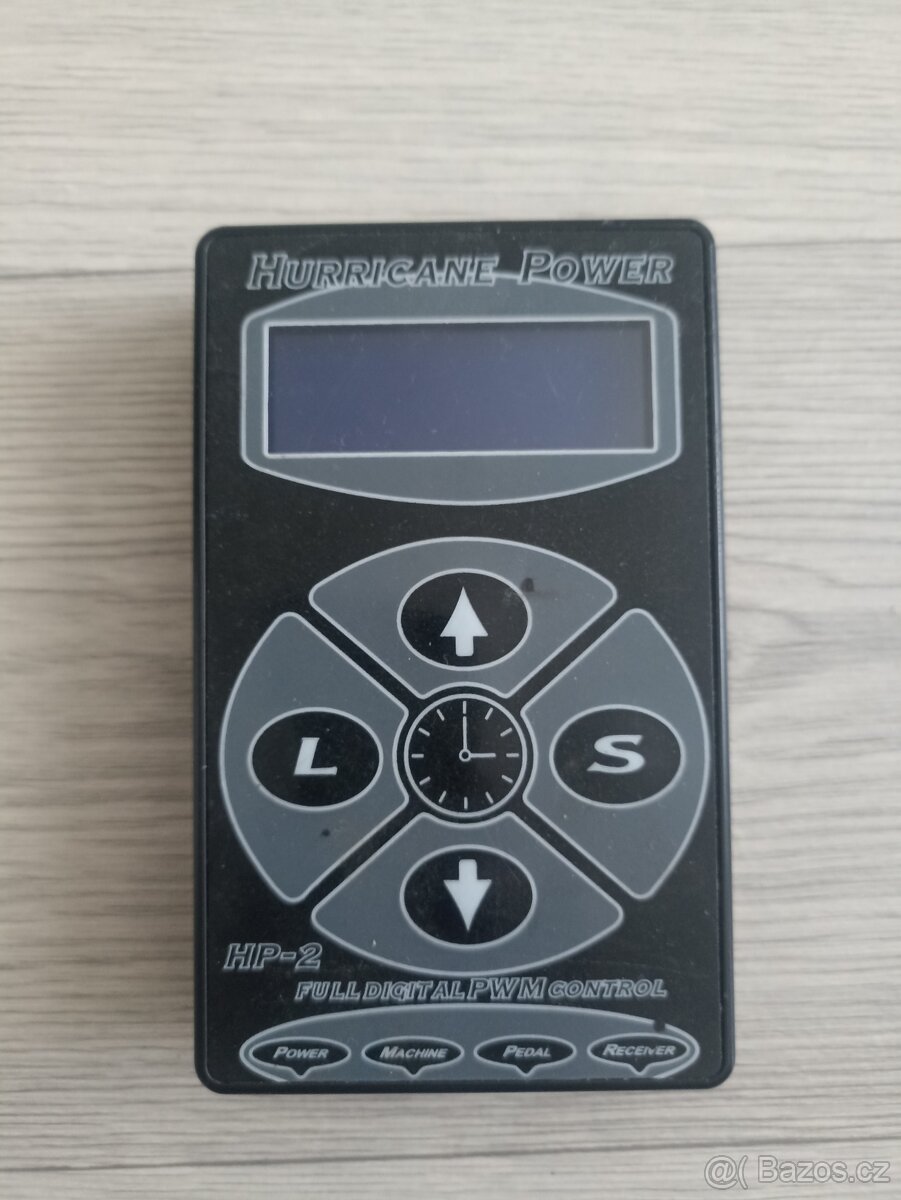 Hurricane Power
L
S
HP-2
Full Digital PWM Control
Power Machine Pedal Receiver
@( Bazos.cz